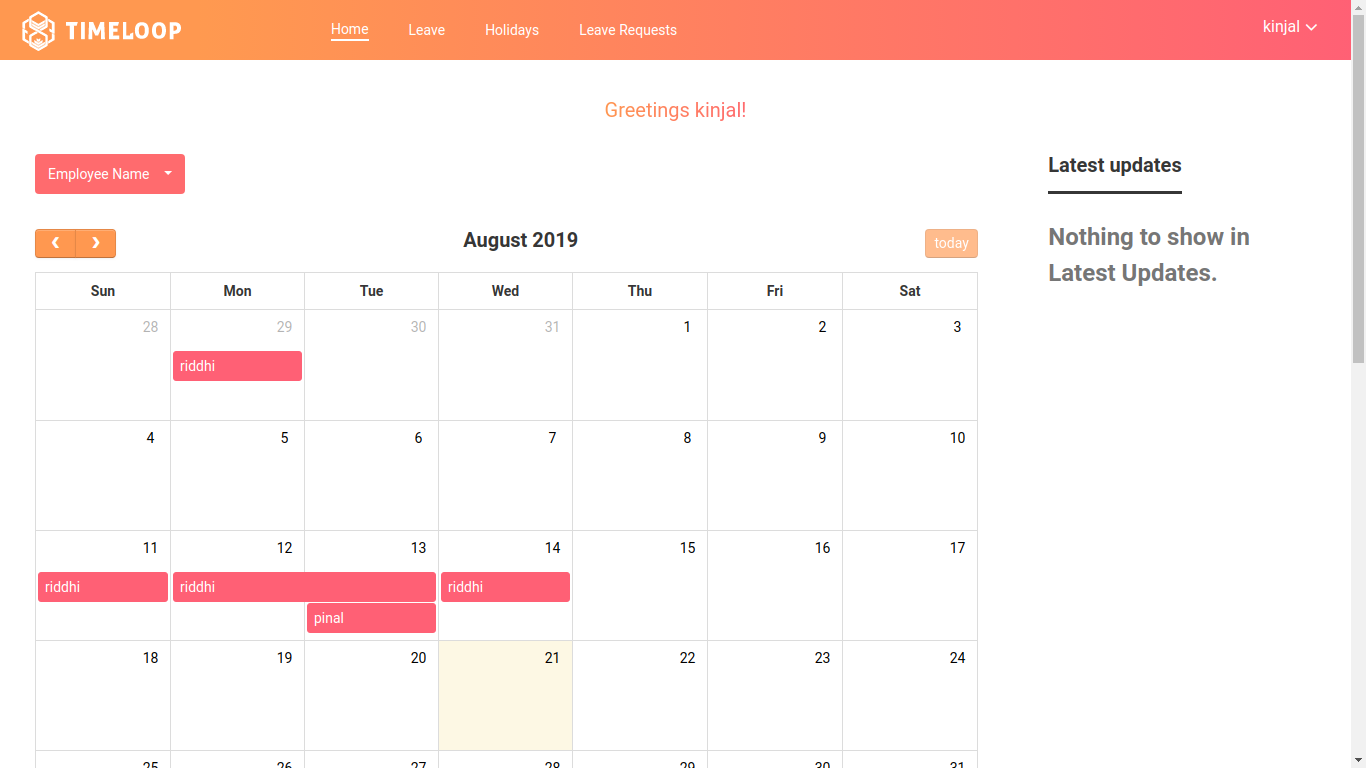 TIMELOOP
Home Leave Holidays Leave Requests
kinjal
Greetings kinjal!
Employee Name
Latest updates
Nothing to show in
Latest Updates.
August 2019
today
Sun Mon Tue Wed Thu Fri Sat
28 29 30 31 1 2 3
riddhi
4 5 6 7 8 9 10
11 12 13 14 15 16 17
riddhi riddhi riddhi
pinal
18 19 20 21 22 23 24
25 26 27 28 29 30 31